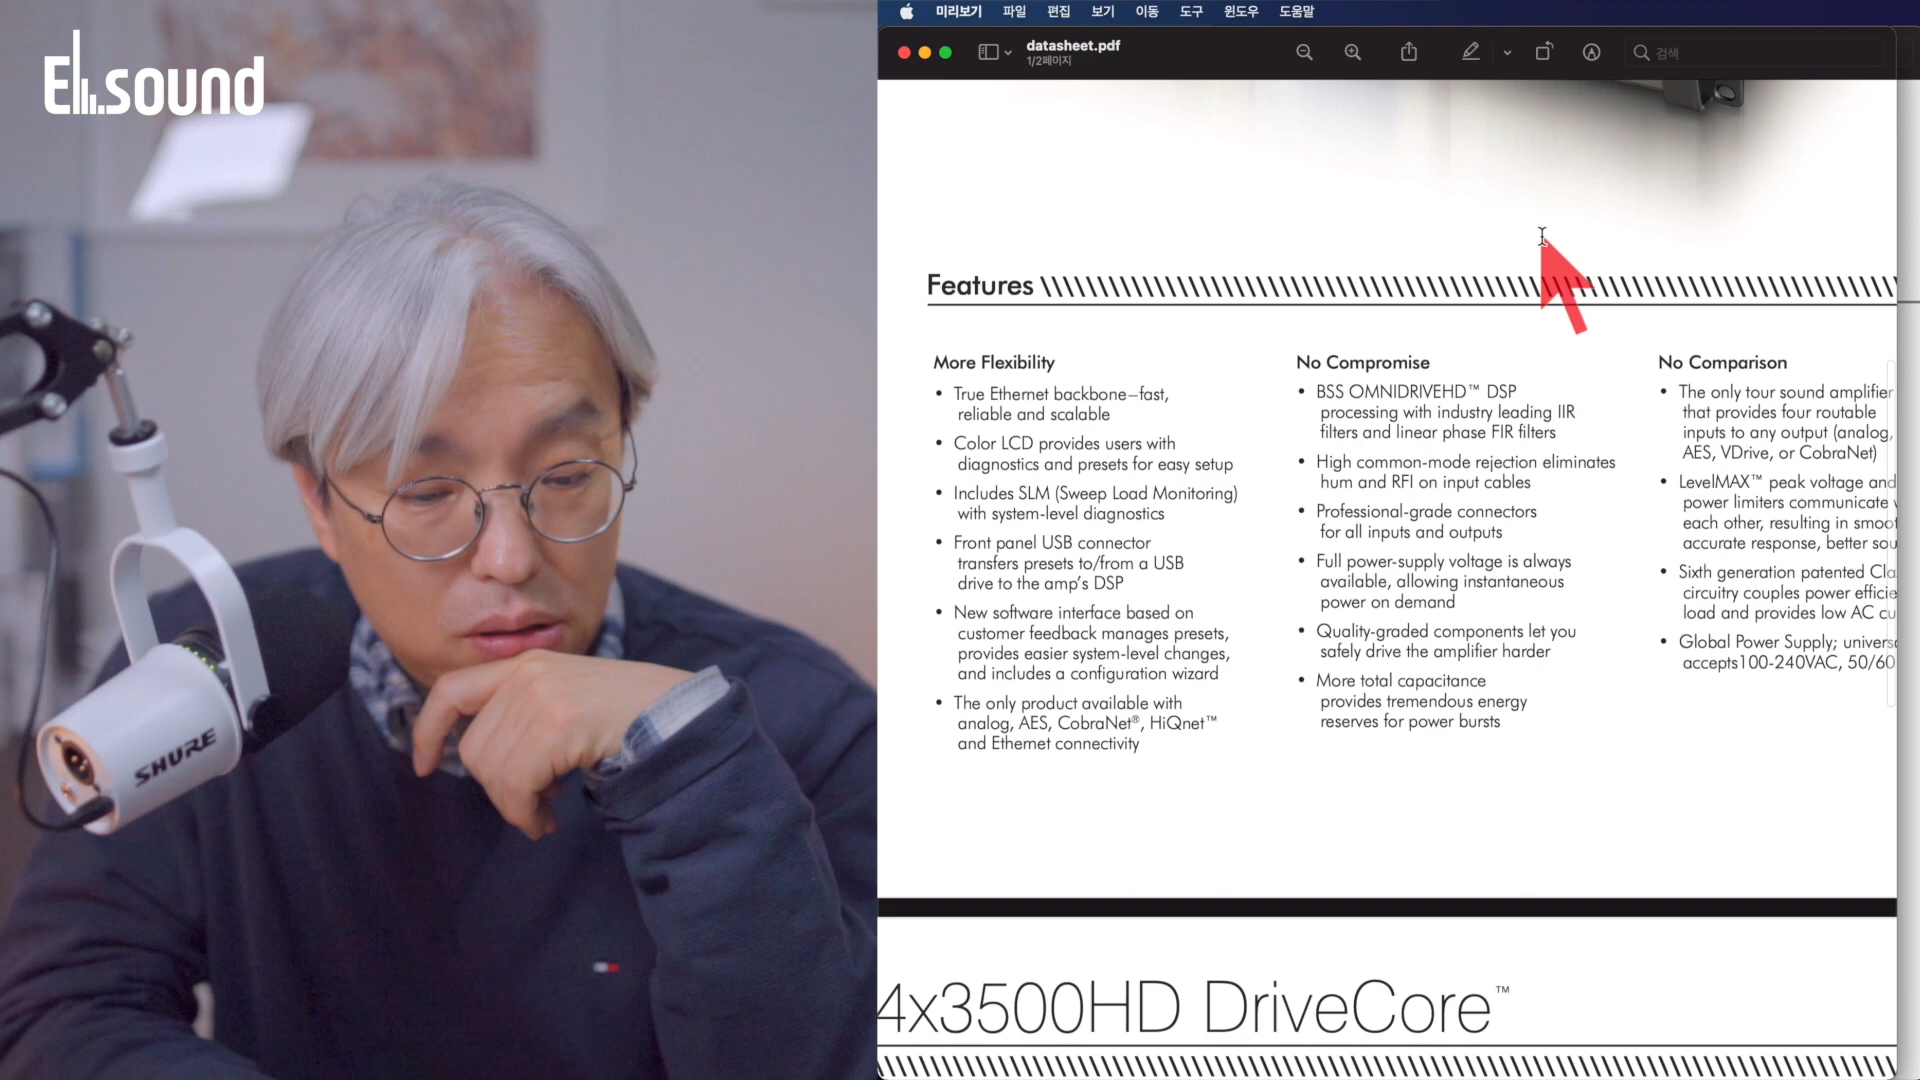 El.sound
SHURE
미리보기 파일 편집 보기 이동 도구 윈도우 도움말
datasheet.pdf
1/2페이지
검색
Features
More Flexibility
• True Ethernet backbone–fast,
reliable and scalable
• Color LCD provides users with
diagnostics and presets for easy setup
• Includes SLM (Sweep Load Monitoring)
with system-level diagnostics
• Front panel USB connector
transfers presets to/from a USB
drive to the amp's DSP
• New software interface based on
customer feedback manages presets,
provides easier system-level changes,
and includes a configuration wizard
• The only product available with
analog, AES, CobraNet®, HiQnet™
and Ethernet connectivity
No Compromise
• BSS OMNIDRIVEHD™ DSP
processing with industry leading IIR
filters and linear phase FIR filters
• High common-mode rejection eliminates
hum and RFI on input cables
• Professional-grade connectors
for all inputs and outputs
• Full power-supply voltage is always
available, allowing instantaneous
power on demand
• Quality-graded components let you
safely drive the amplifier harder
• More total capacitance
provides tremendous energy
reserves for power bursts
No Comparison
• The only tour sound amplifier
that provides four routable
inputs to any output (analog,
AES, VDrive, or CobraNet)
• LevelMAX™ peak voltage and
power limiters communicate
each other, resulting in
accurate response, better
• Sixth generation patented
circuitry couples power
load and provides low AC
• Global Power Supply;
accepts100-240VAC, 50/60
4x3500HD DriveCore™